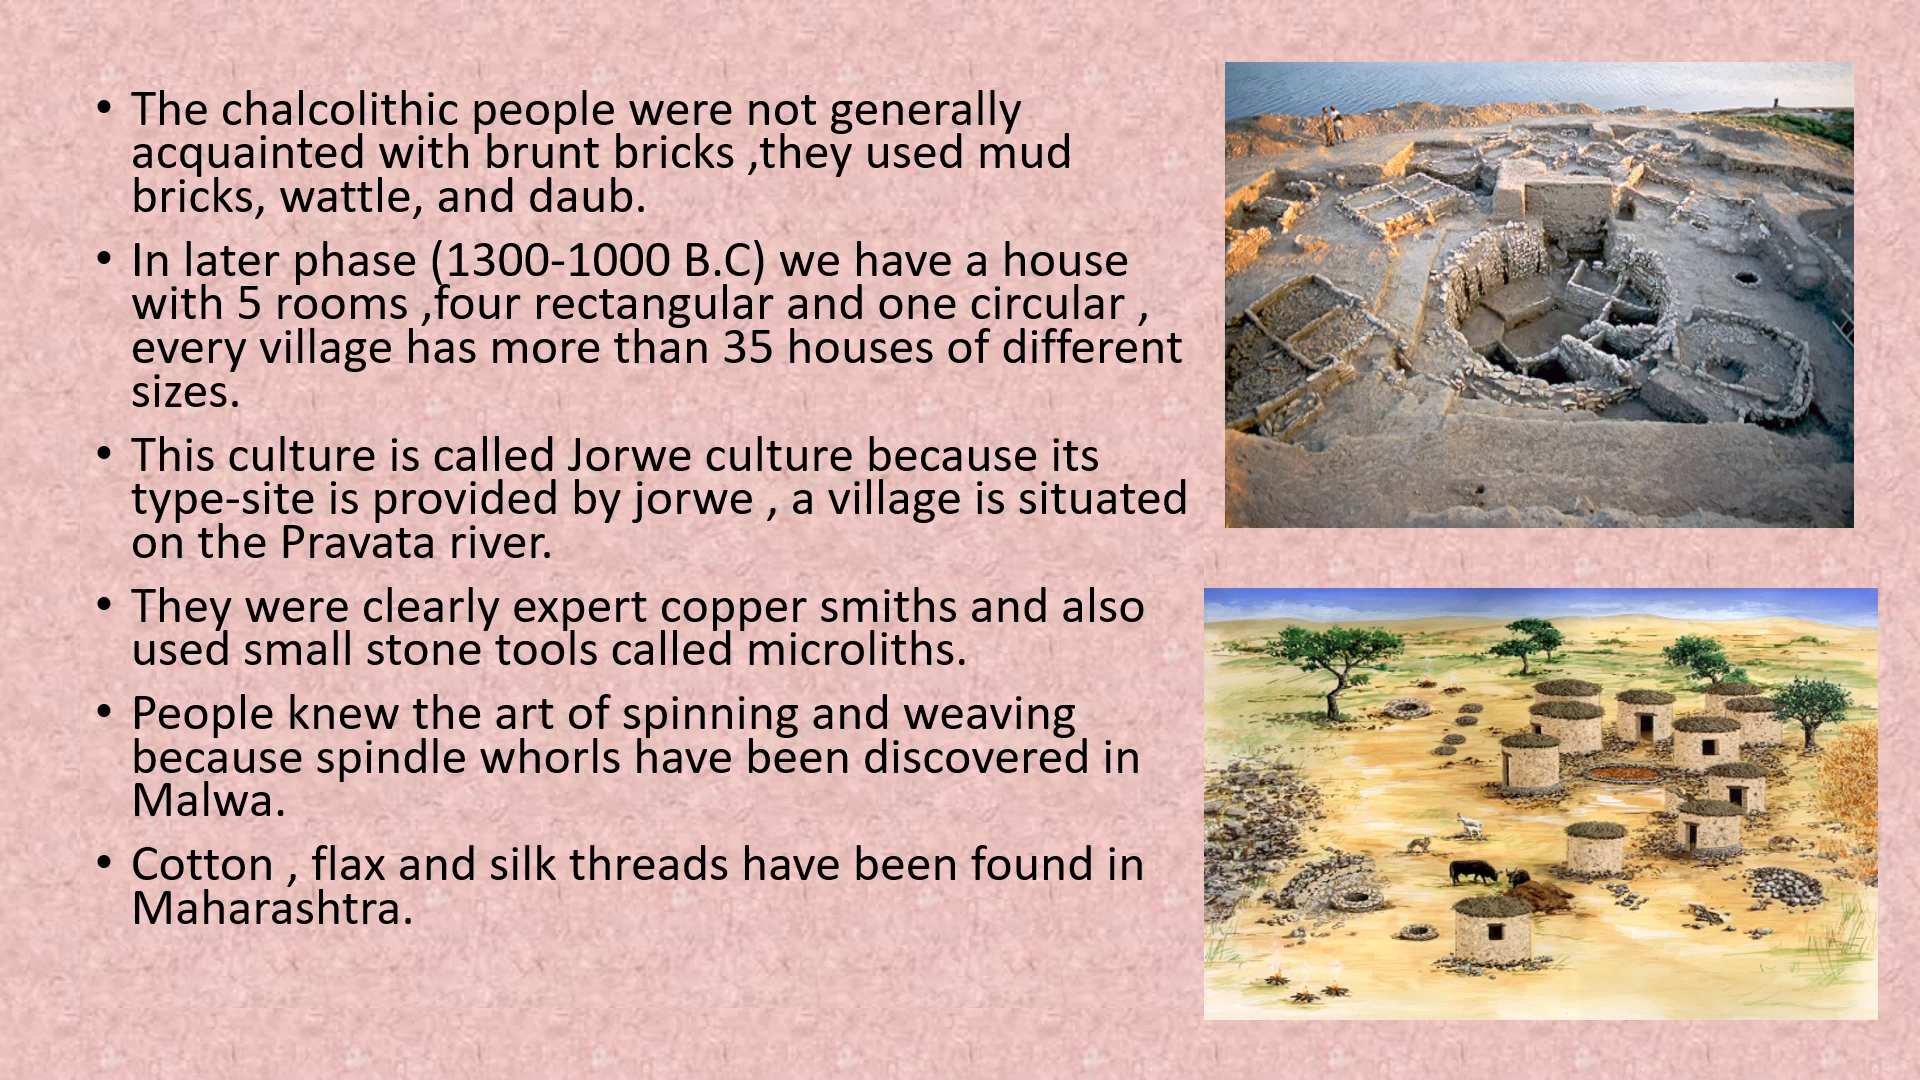 • The chalcolithic people were not generally
acquainted with brunt bricks ,they used mud
bricks, wattle, and daub.
• In later phase (1300-1000 B.C) we have a house
with 5 rooms ,four rectangular and one circular ,
every village has more than 35 houses of different
sizes.
• This culture is called Jorwe culture because its
type-site is provided by jorwe , a village is situated
on the Pravata river.
• They were clearly expert copper smiths and also
used small stone tools called microliths.
• People knew the art of spinning and weaving
because spindle whorls have been discovered in
Malwa.
• Cotton , flax and silk threads have been found in
Maharashtra.